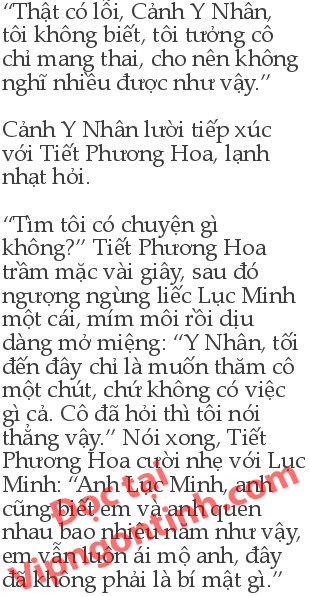 “Thật có lỗi, Cảnh Y Nhân,
tôi không biết, tôi tưởng cô
chỉ mang thai, cho nên không
nghĩ nhiều được như vậy.”
Cảnh Y Nhân lười tiếp xúc
với Tiết Phương Hoa, lạnh
nhạt hỏi.
“Tìm tôi có chuyện gì
không?” Tiết Phương Hoa
trầm mặc vài giây, sau đó
ngượng ngùng liếc Lục Minh
một cái, mím môi rồi dịu
dàng mở miệng: “Y Nhân, tối
đến đây chỉ là muốn thăm cô
một chút, chứ không có việc
gì cả. Cô đã hỏi thì tôi nói
thẳng vậy.” Nói xong, Tiết
Phương Hoa cười nhẹ với Lục
Minh: “Anh Lục Minh, anh
cũng biết em và anh quen
nhau bao nhiêu năm như vậy,
em vẫn luôn ái mộ anh, đây
đã không phải là bí mật gì.”
Đọc tại
Vipngontinh.com